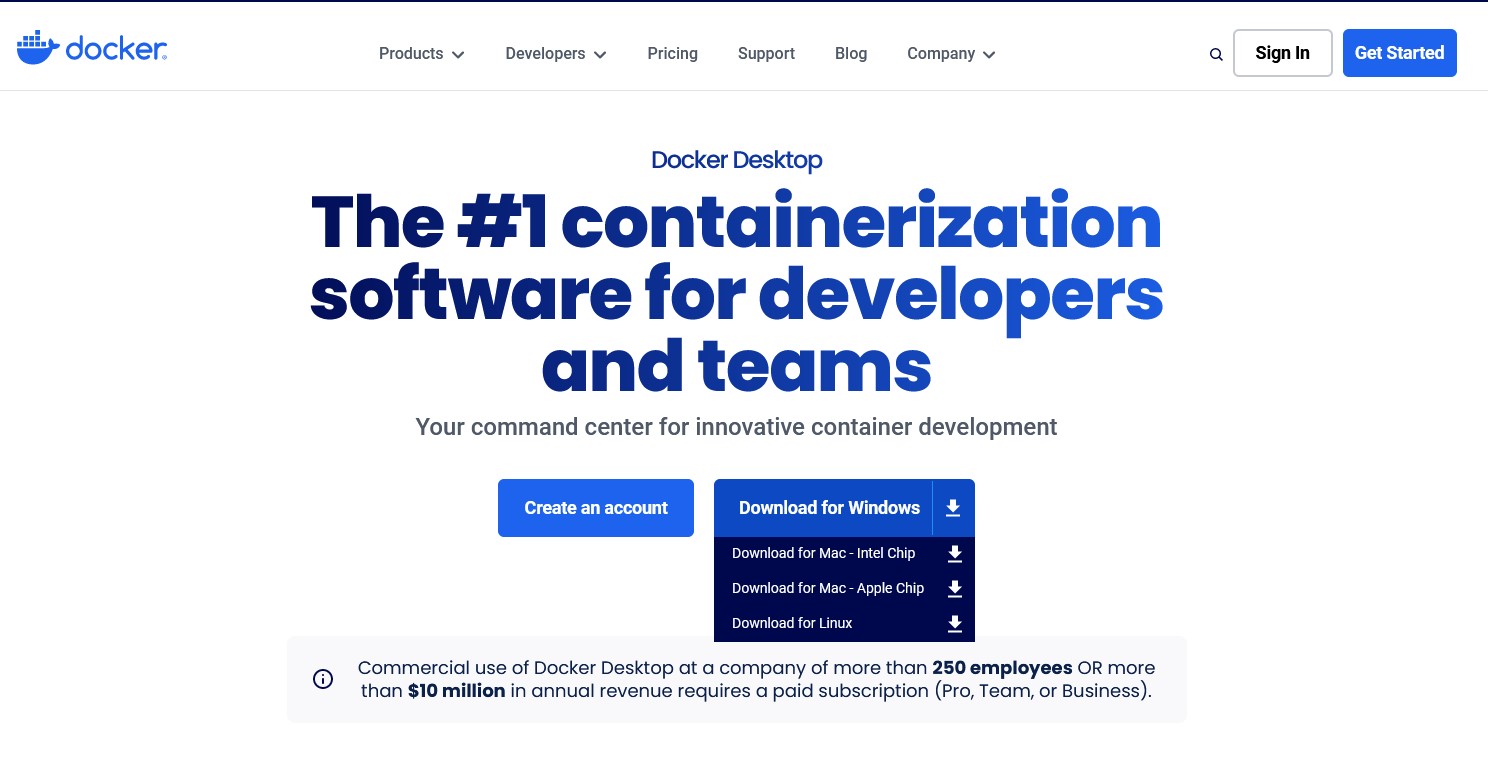 docker
Products
Developers
Pricing
Support
Blog
Company
Sign In
Get Started
Docker Desktop
The #1 containerization
software for developers
and teams
Your command center for innovative container development
Create an account
Download for Windows
Download for Mac - Intel Chip
Download for Mac - Apple Chip
Download for Linux
Commercial use of Docker Desktop at a company of more than 250 employees OR more
than $10 million in annual revenue requires a paid subscription (Pro, Team, or Business).